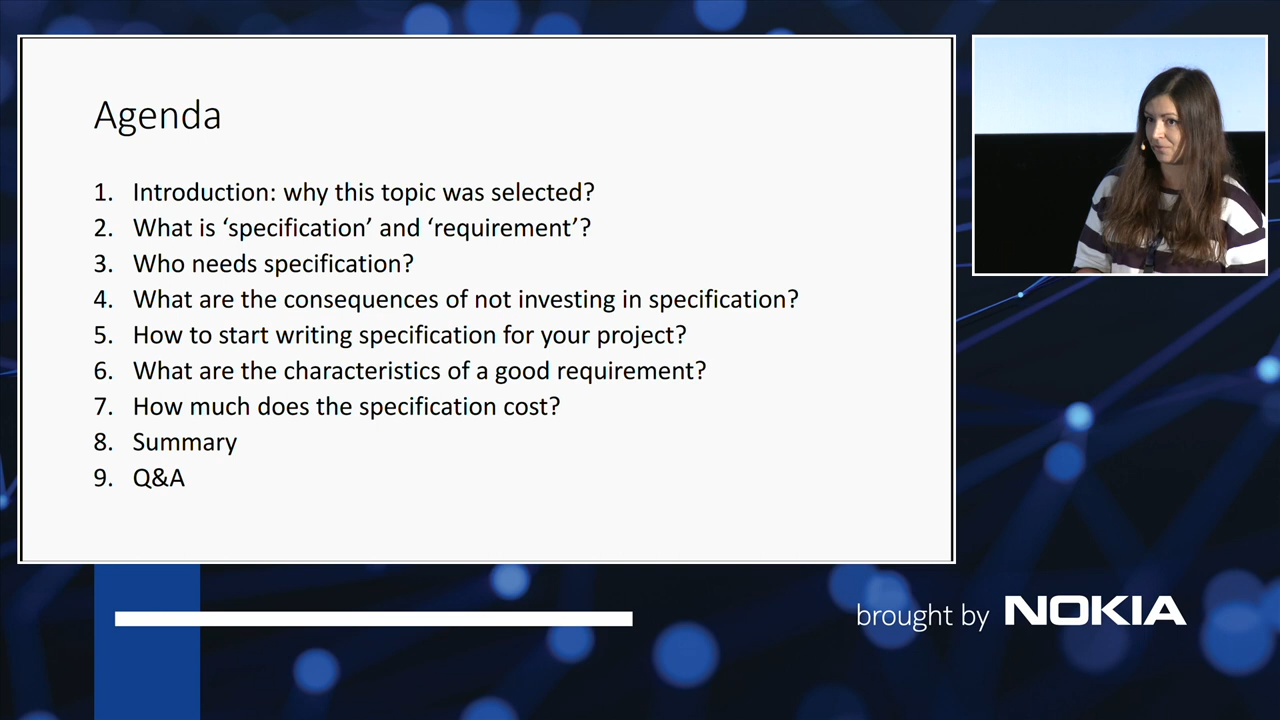 Agenda
1. Introduction: why this topic was selected?
2. What is ‘specification’ and ‘requirement’?
3. Who needs specification?
4. What are the consequences of not investing in specification?
5. How to start writing specification for your project?
6. What are the characteristics of a good requirement?
7. How much does the specification cost?
8. Summary
9. Q&A
brought by NOKIA